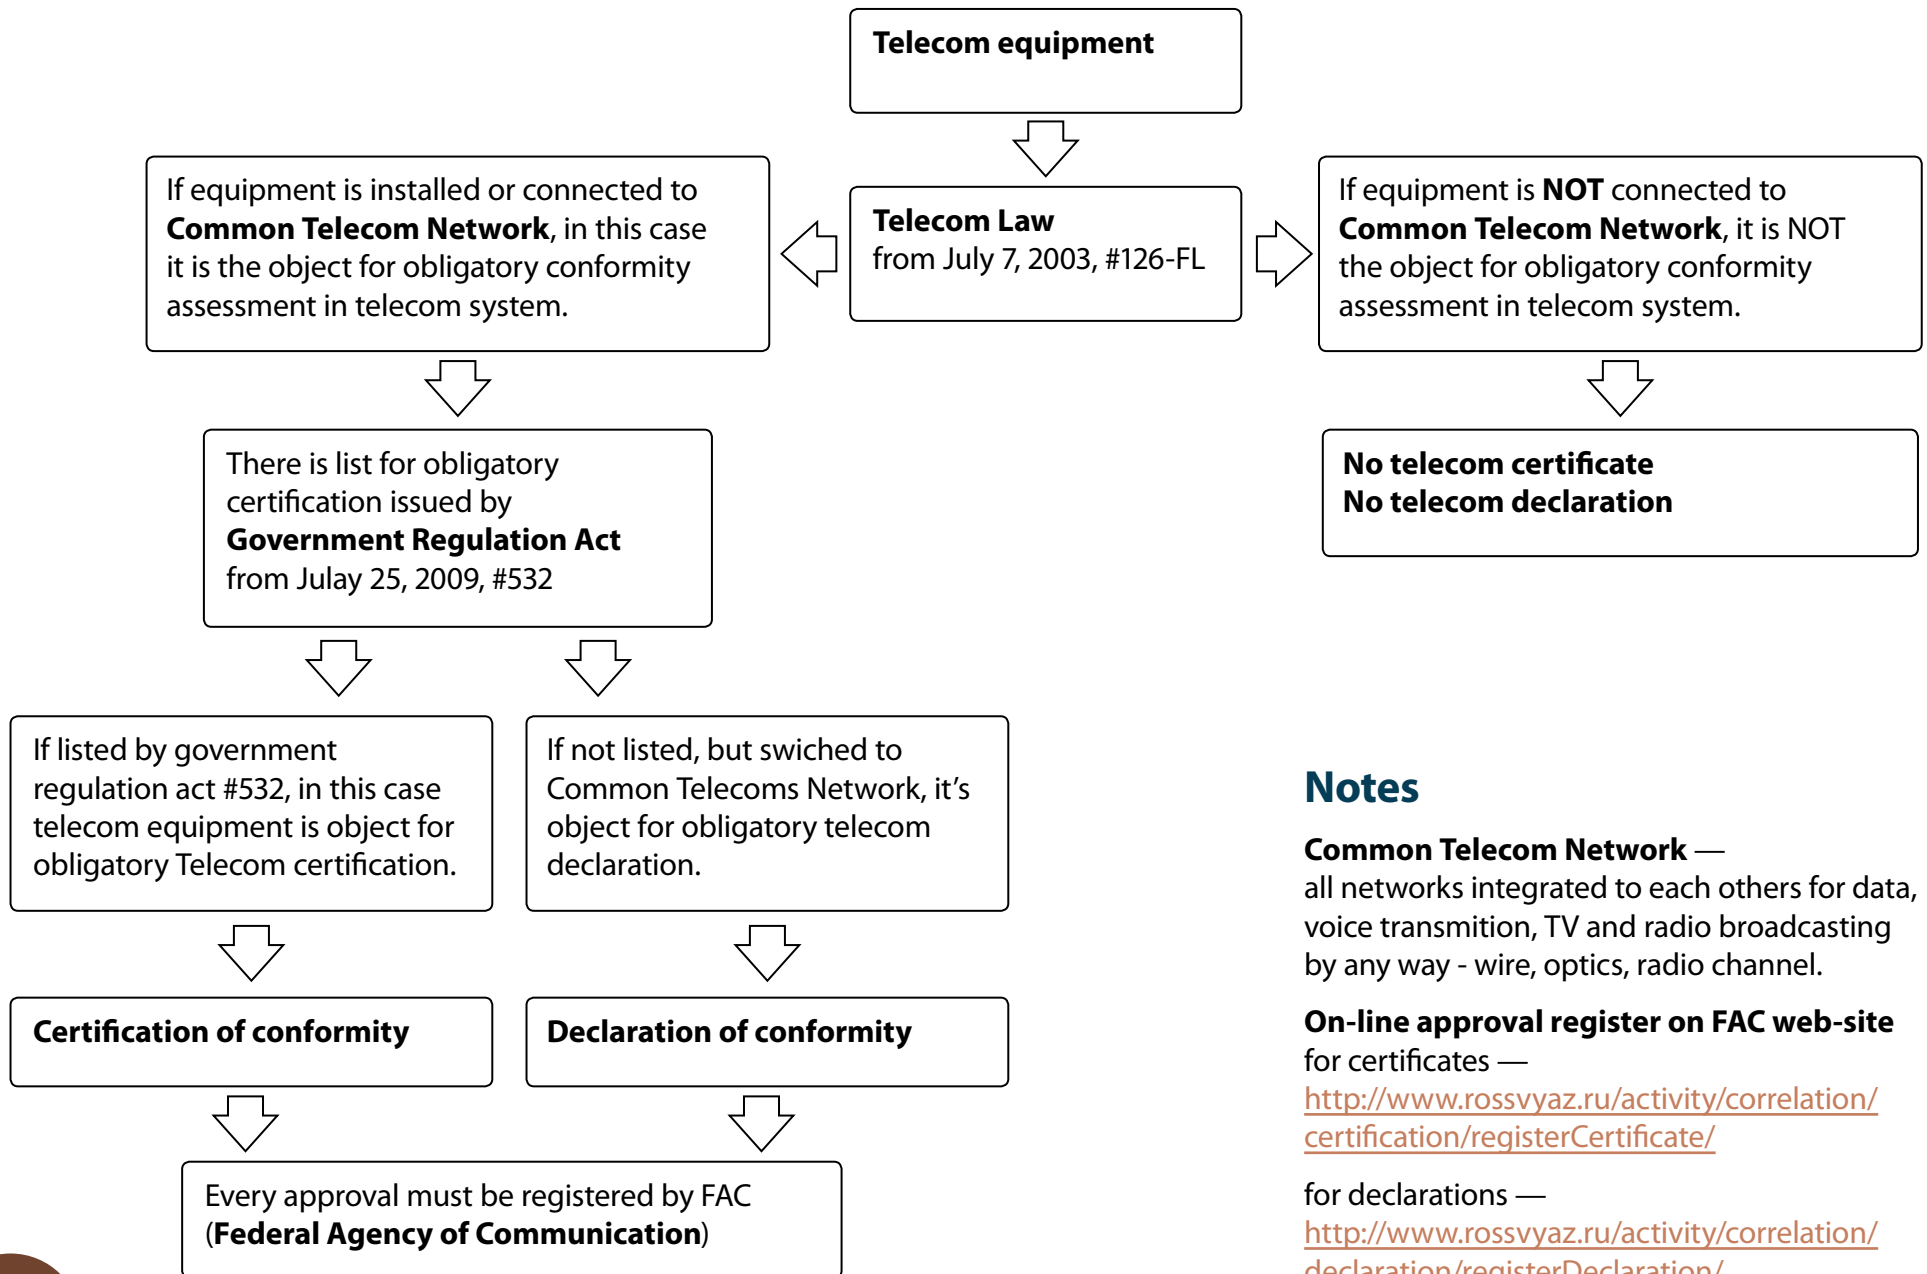 Telecom equipment
If equipment is installed or connected to
Common Telecom Network, in this case
it is the object for obligatory conformity
assessment in telecom system.
Telecom Law
from July 7, 2003, #126-FL
If equipment is NOT connected to
Common Telecom Network, it is NOT
the object for obligatory conformity
assessment in telecom system.
There is list for obligatory
certification issued by
Government Regulation Act
from Julay 25, 2009, #532
No telecom certificate
No telecom declaration
If listed by government
regulation act #532, in this case
telecom equipment is object for
obligatory Telecom certification.
If not listed, but swiched to
Common Telecoms Network, it's
object for obligatory telecom
declaration.
Certification of conformity
Declaration of conformity
Every approval must be registered by FAC
(Federal Agency of Communication)
Notes
Common Telecom Network —
all networks integrated to each others for data,
voice transmition, TV and radio broadcasting
by any way - wire, optics, radio channel.
On-line approval register on FAC web-site
for certificates —
http://www.rossvyaz.ru/activity/correlation/
certification/registerCertificate/
for declarations —
http://www.rossvyaz.ru/activity/correlation/
declaration/registerDeclaration/